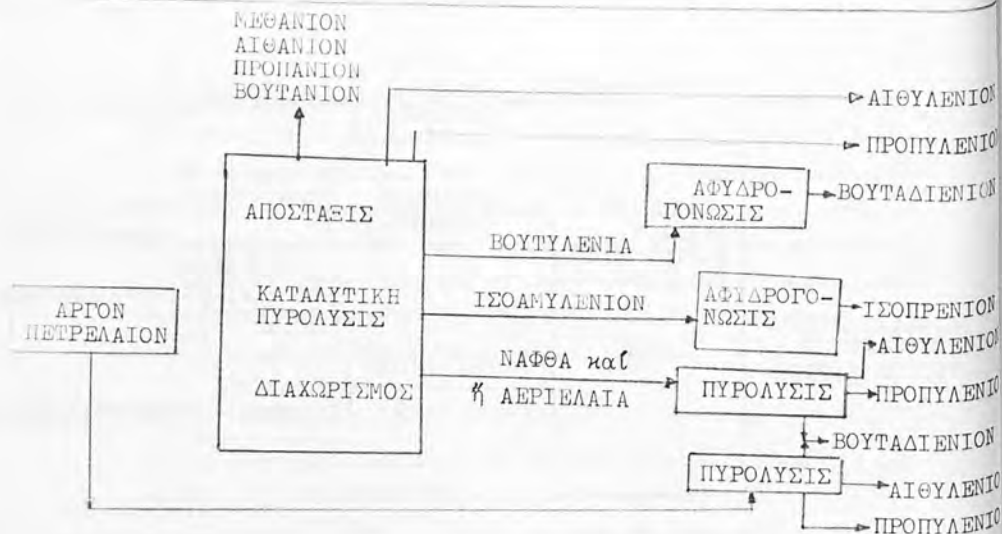 ΜΕΘΑΝΙΟΝ
ΑΙΘΑΝΙΟΝ
ΠΡΟΠΑΝΙΟΝ
ΒΟΥΤΑΝΙΟΝ
ΑΙΘΥΛΕΝΙΟΝ
ΠΡΟΠΥΛΕΝΙΟ
ΑΠΟΣΤΑΞΙΣ
ΚΑΤΑΛΥΤΙΚΗ
ΠΥΡΟΛΥΣΙΣ
ΔΙΑΧΩΡΙΣΜΟΣ
ΑΡΓΟΝ
ΠΕΤΡΕΛΑΙΟΝ
ΒΟΥΤΥΛΕΝΙΑ
ΑΦΥΔΡΟ-
ΓΟΝΩΣΙΣ
ΒΟΥΤΑΔΙΕΝΙΟΝ
ΙΣΟΑΜΥΛΕΝΙΟΝ
ΑΦΥΔΡΟΓΟ-
ΝΩΣΙΣ
ΙΣΟΠΡΕΝΙΟΝ
ΝΑΦΘΑ καί
ἤ ΑΕΡΙΕΛΑΙΑ
ΠΥΡΟΛΥΣΙΣ
ΑΙΘΥΛΕΝΙΟΝ
ΠΡΟΠΥΛΕΝΙΟ
ΒΟΥΤΑΔΙΕΝΙΟΝ
ΠΥΡΟΛΥΣΙΣ
ΑΙΘΥΛΕΝΙΟ
ΠΡΟΠΥΛΕΝΙΟ